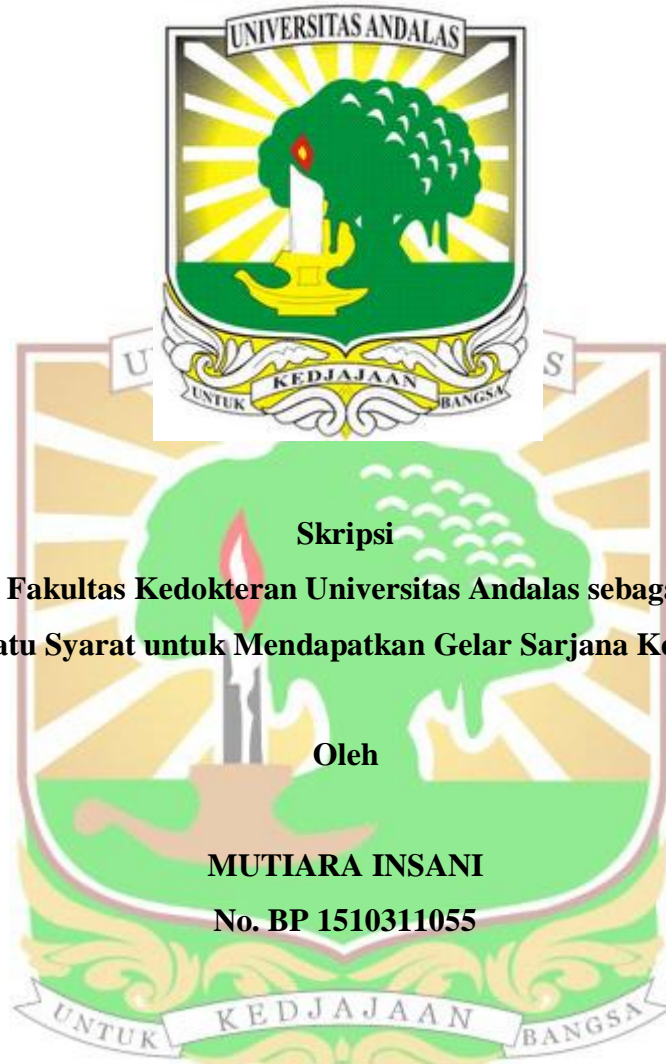 UNIVERSITAS ANDALAS
UNTUK KEDJAJAAN BANGSA
U S
Skripsi
Fakultas Kedokteran Universitas Andalas sebaga
atu Syarat untuk Mendapatkan Gelar Sarjana Ke
Oleh
MUTIARA INSANI
No. BP 1510311055
UNTUK KEDJAJAAN BANGSA